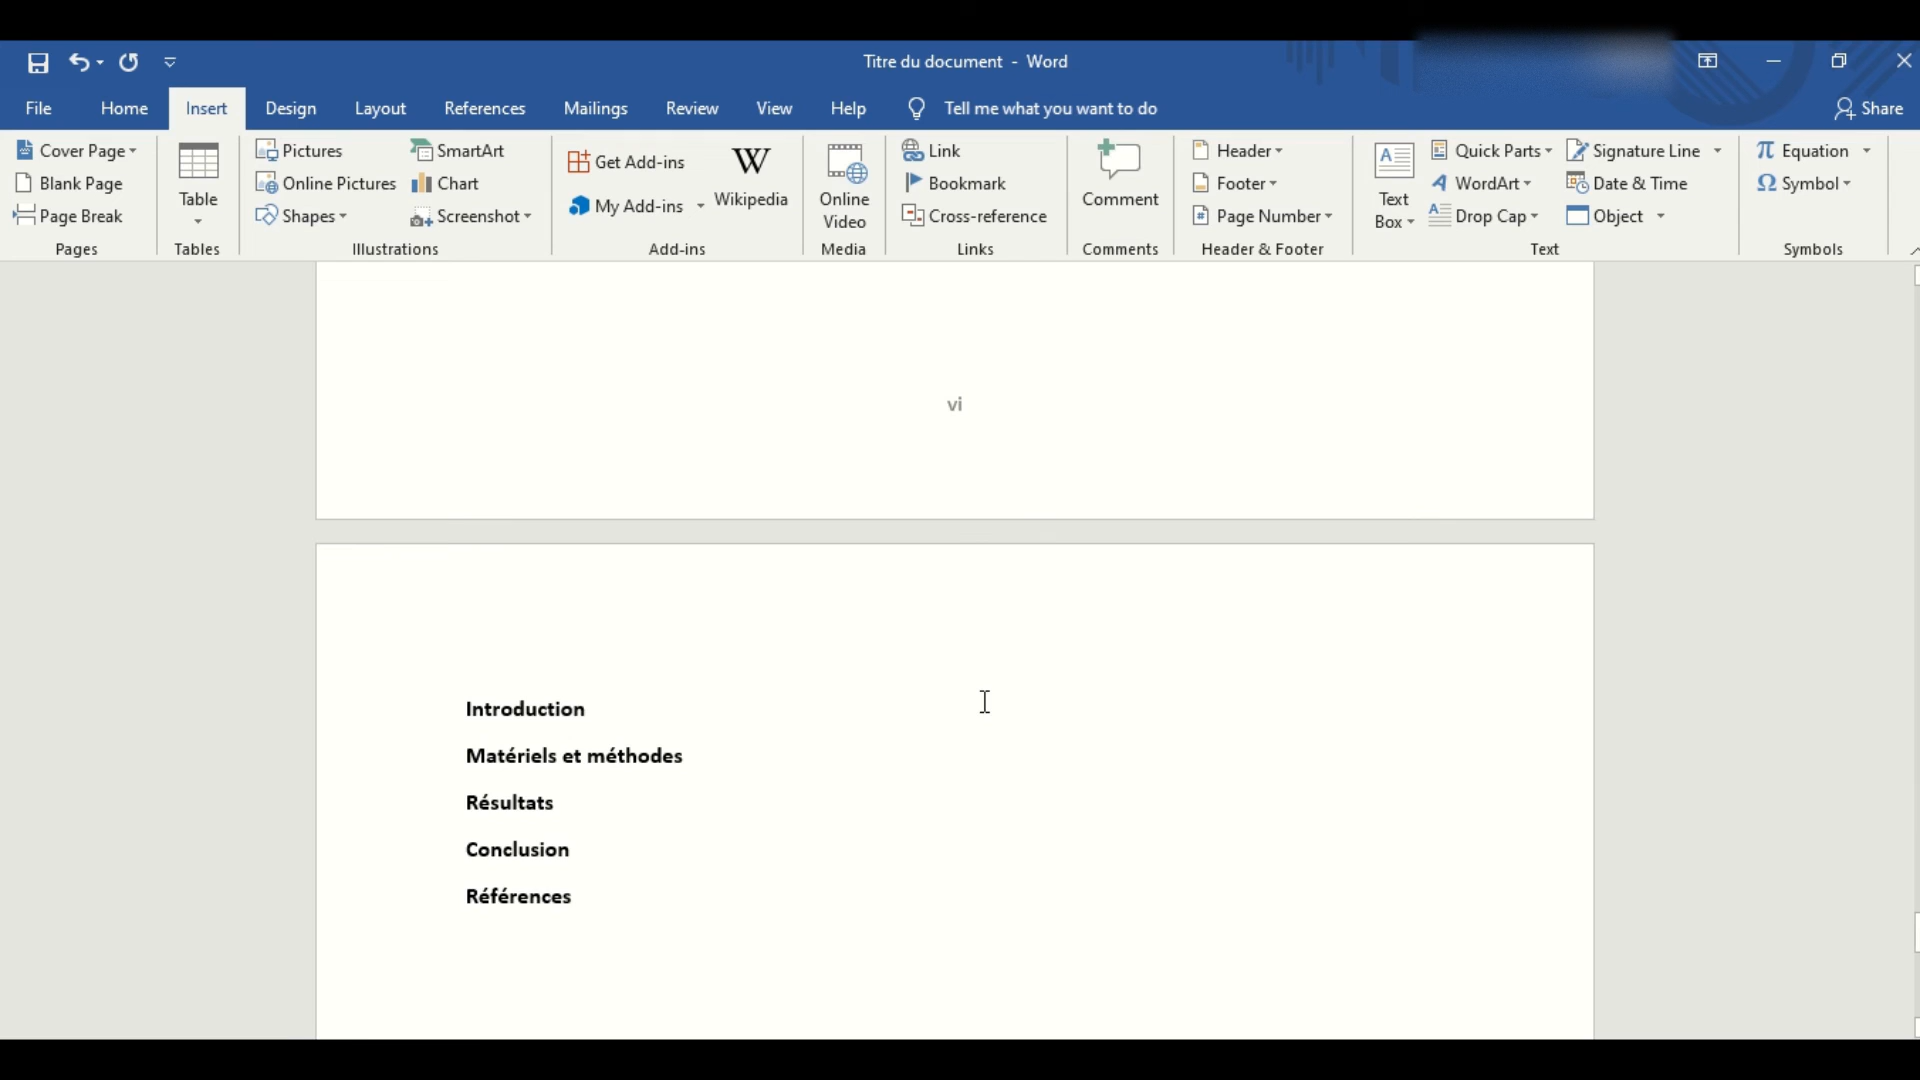 Titre du document - Word
File Home Insert Design Layout References Mailings Review View Help Tell me what you want to do Share
Cover Page
Blank Page
Page Break
Pages
Table
Tables
Pictures
Online Pictures
Shapes
SmartArt
Chart
Screenshot
Illustrations
Get Add-ins
My Add-ins
W
Wikipedia
Add-ins
Online
Video
Media
Link
Bookmark
Cross-reference
Links
Comment
Comments
Header
Footer
Page Number
Header & Footer
Text
Box
Quick Parts
WordArt
Drop Cap
Signature Line
Date & Time
Object
Text
π Equation
Ω Symbol
Symbols
vi
Introduction
Matériels et méthodes
Résultats
Conclusion
Références